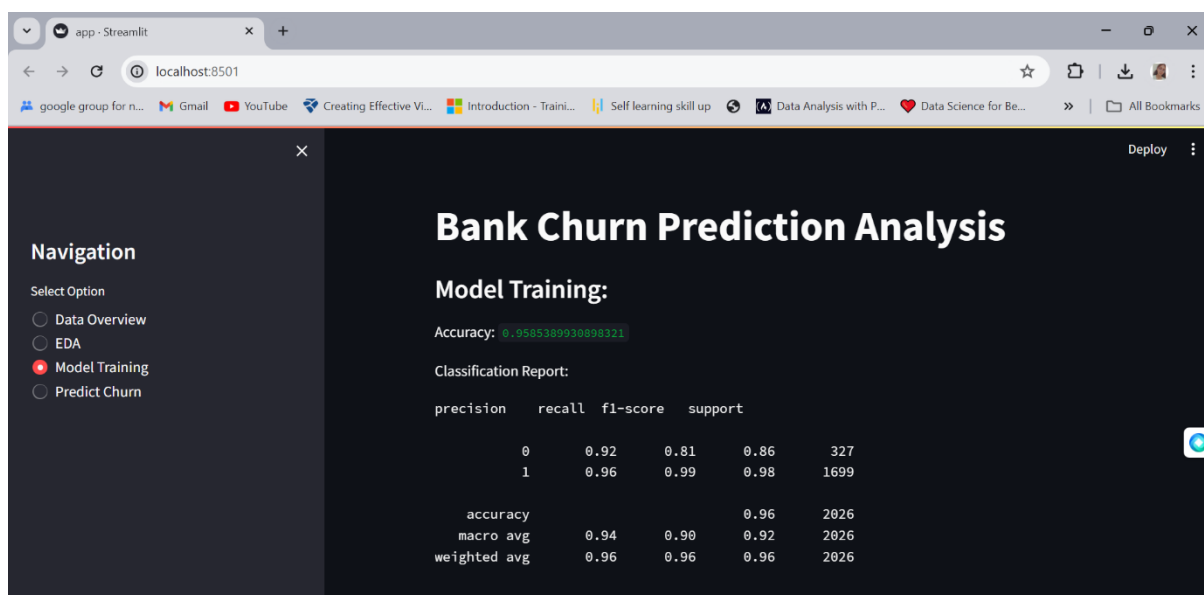 app · Streamlit
localhost:8501
google group for n... Gmail YouTube Creating Effective Vi... Introduction - Traini... Self learning skill up Data Analysis with P... Data Science for Be... » All Bookmarks
Deploy
Navigation
Select Option
Data Overview
EDA
Model Training
Predict Churn
Bank Churn Prediction Analysis
Model Training:
Accuracy: 0.9585389930898321
Classification Report:
precision recall f1-score support
0 0.92 0.81 0.86 327
1 0.96 0.99 0.98 1699
accuracy 0.96 2026
macro avg 0.94 0.90 0.92 2026
weighted avg 0.96 0.96 0.96 2026